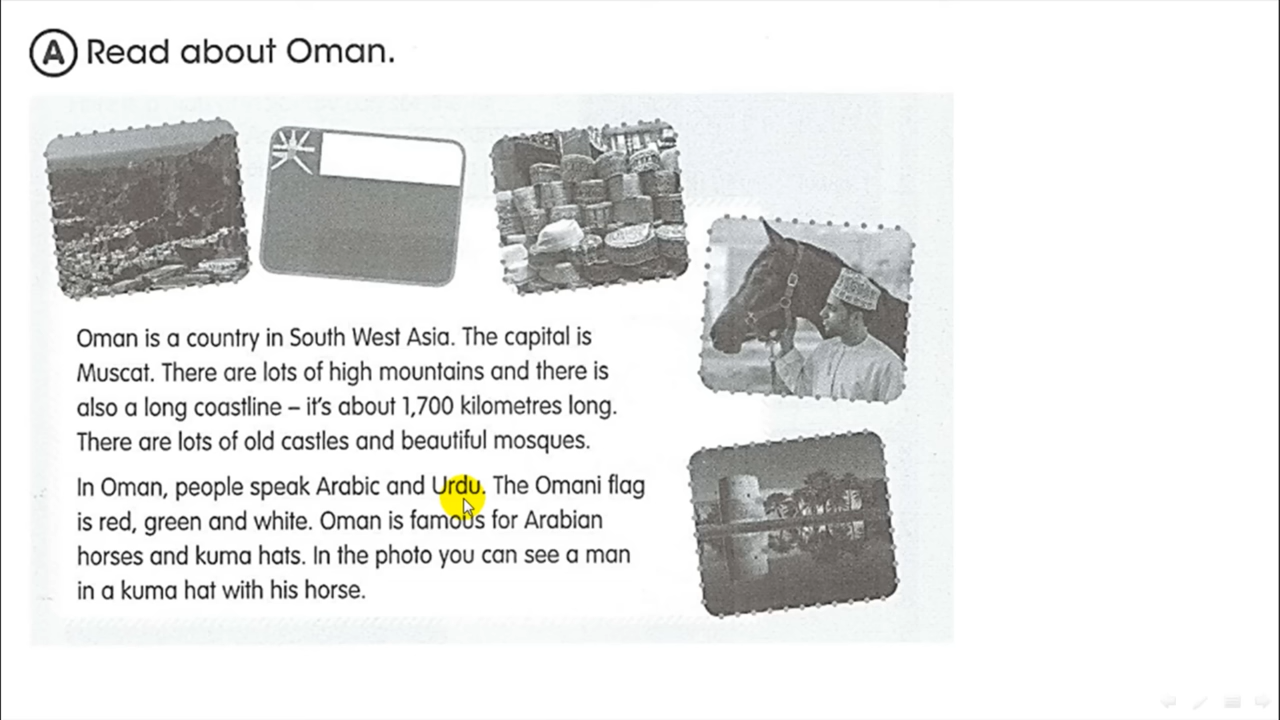 A Read about Oman.
Oman is a country in South West Asia. The capital is
Muscat. There are lots of high mountains and there is
also a long coastline – it's about 1,700 kilometres long.
There are lots of old castles and beautiful mosques.
In Oman, people speak Arabic and Urdu. The Omani flag
is red, green and white. Oman is famous for Arabian
horses and kuma hats. In the photo you can see a man
in a kuma hat with his horse.